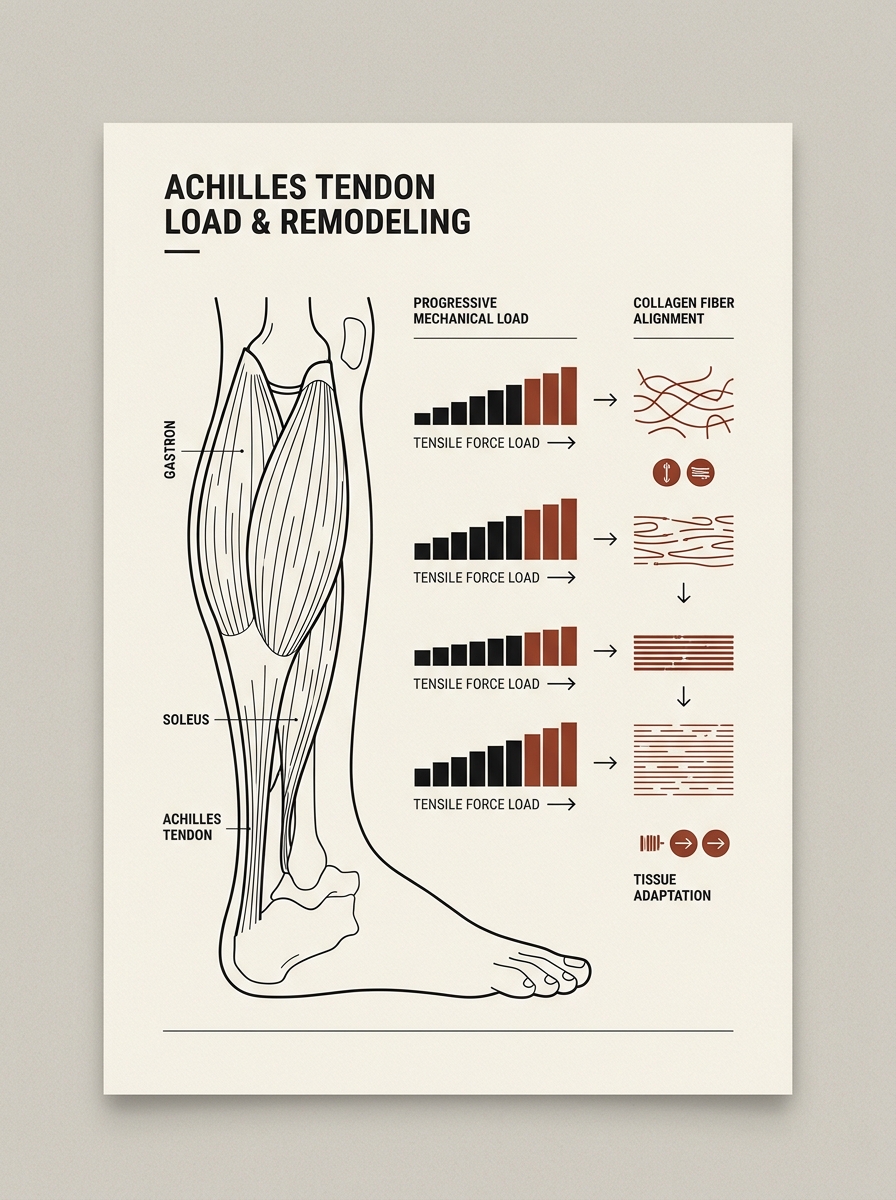 ACHILLES TENDON
LOAD & REMODELING
PROGRESSIVE
MECHANICAL LOAD
COLLAGEN FIBER
ALIGNMENT
GASTRON
TENSILE FORCE LOAD
TENSILE FORCE LOAD
TENSILE FORCE LOAD
SOLEUS
TENSILE FORCE LOAD
ACHILLES
TENDON
TISSUE
ADAPTATION